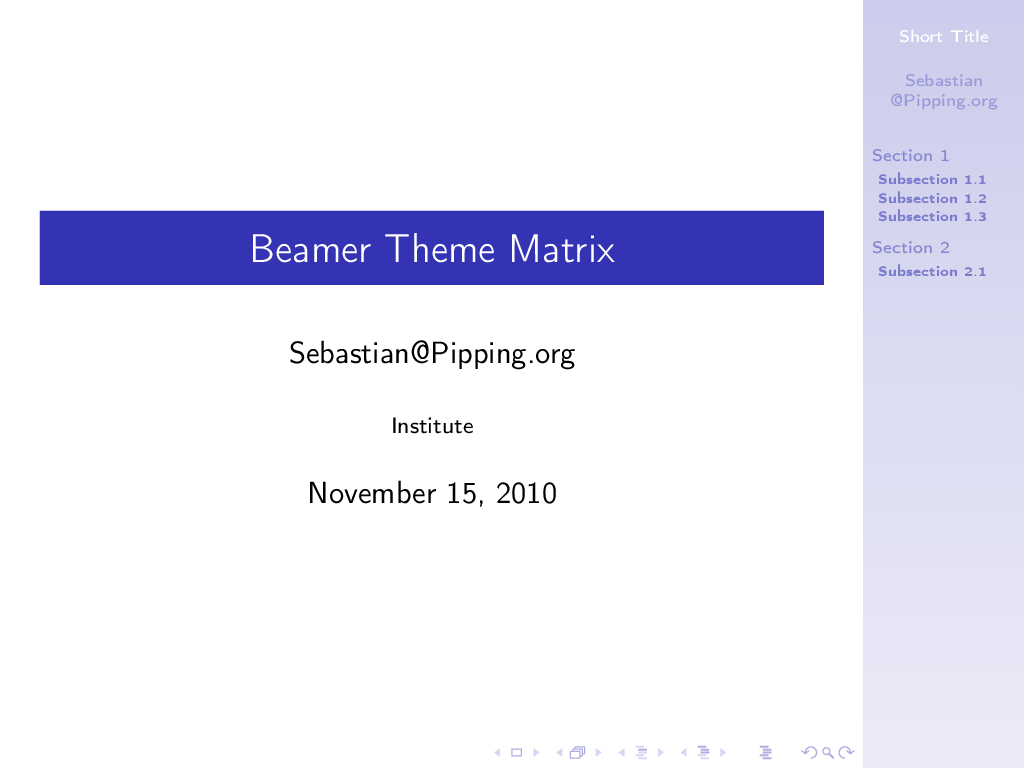 Beamer Theme Matrix
Sebastian@Pipping.org
Institute
November 15, 2010
Short Title
Sebastian
@Pipping.org
Section 1
Subsection 1.1
Subsection 1.2
Subsection 1.3
Section 2
Subsection 2.1